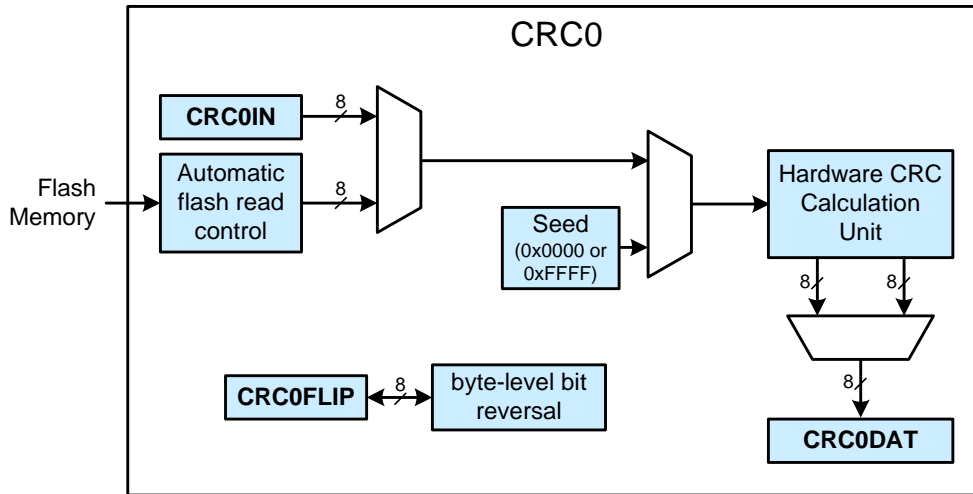 CRC0
CRC0IN
8
Automatic
flash read
control
8
Flash
Memory
Seed
(0x0000 or
0xFFFF)
Hardware CRC
Calculation
Unit
8
8
8
CRC0DAT
CRC0FLIP
8
byte-level bit
reversal